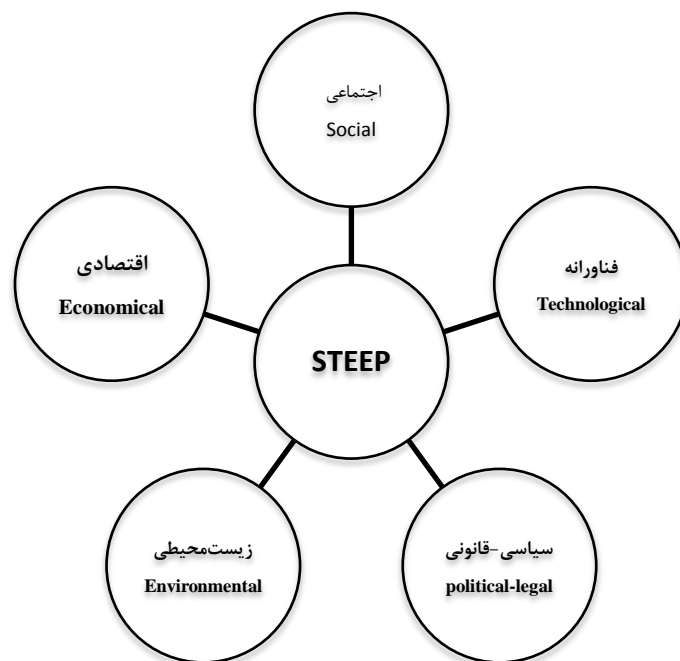 اجتماعی
Social
اقتصادی
Economical
فناورانه
Technological
STEEP
زیست‌محیطی
Environmental
سیاسی-قانونی
political-legal